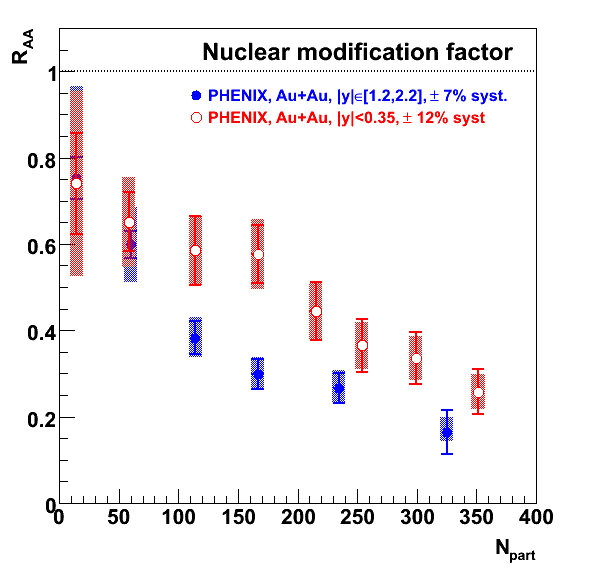 R_AA
Nuclear modification factor
1
PHENIX, Au+Au, |y|∈[1.2,2.2], ± 7% syst.
PHENIX, Au+Au, |y|<0.35, ± 12% syst
0.8
0.6
0.4
0.2
0
0 50 100 150 200 250 300 350 400
N_part